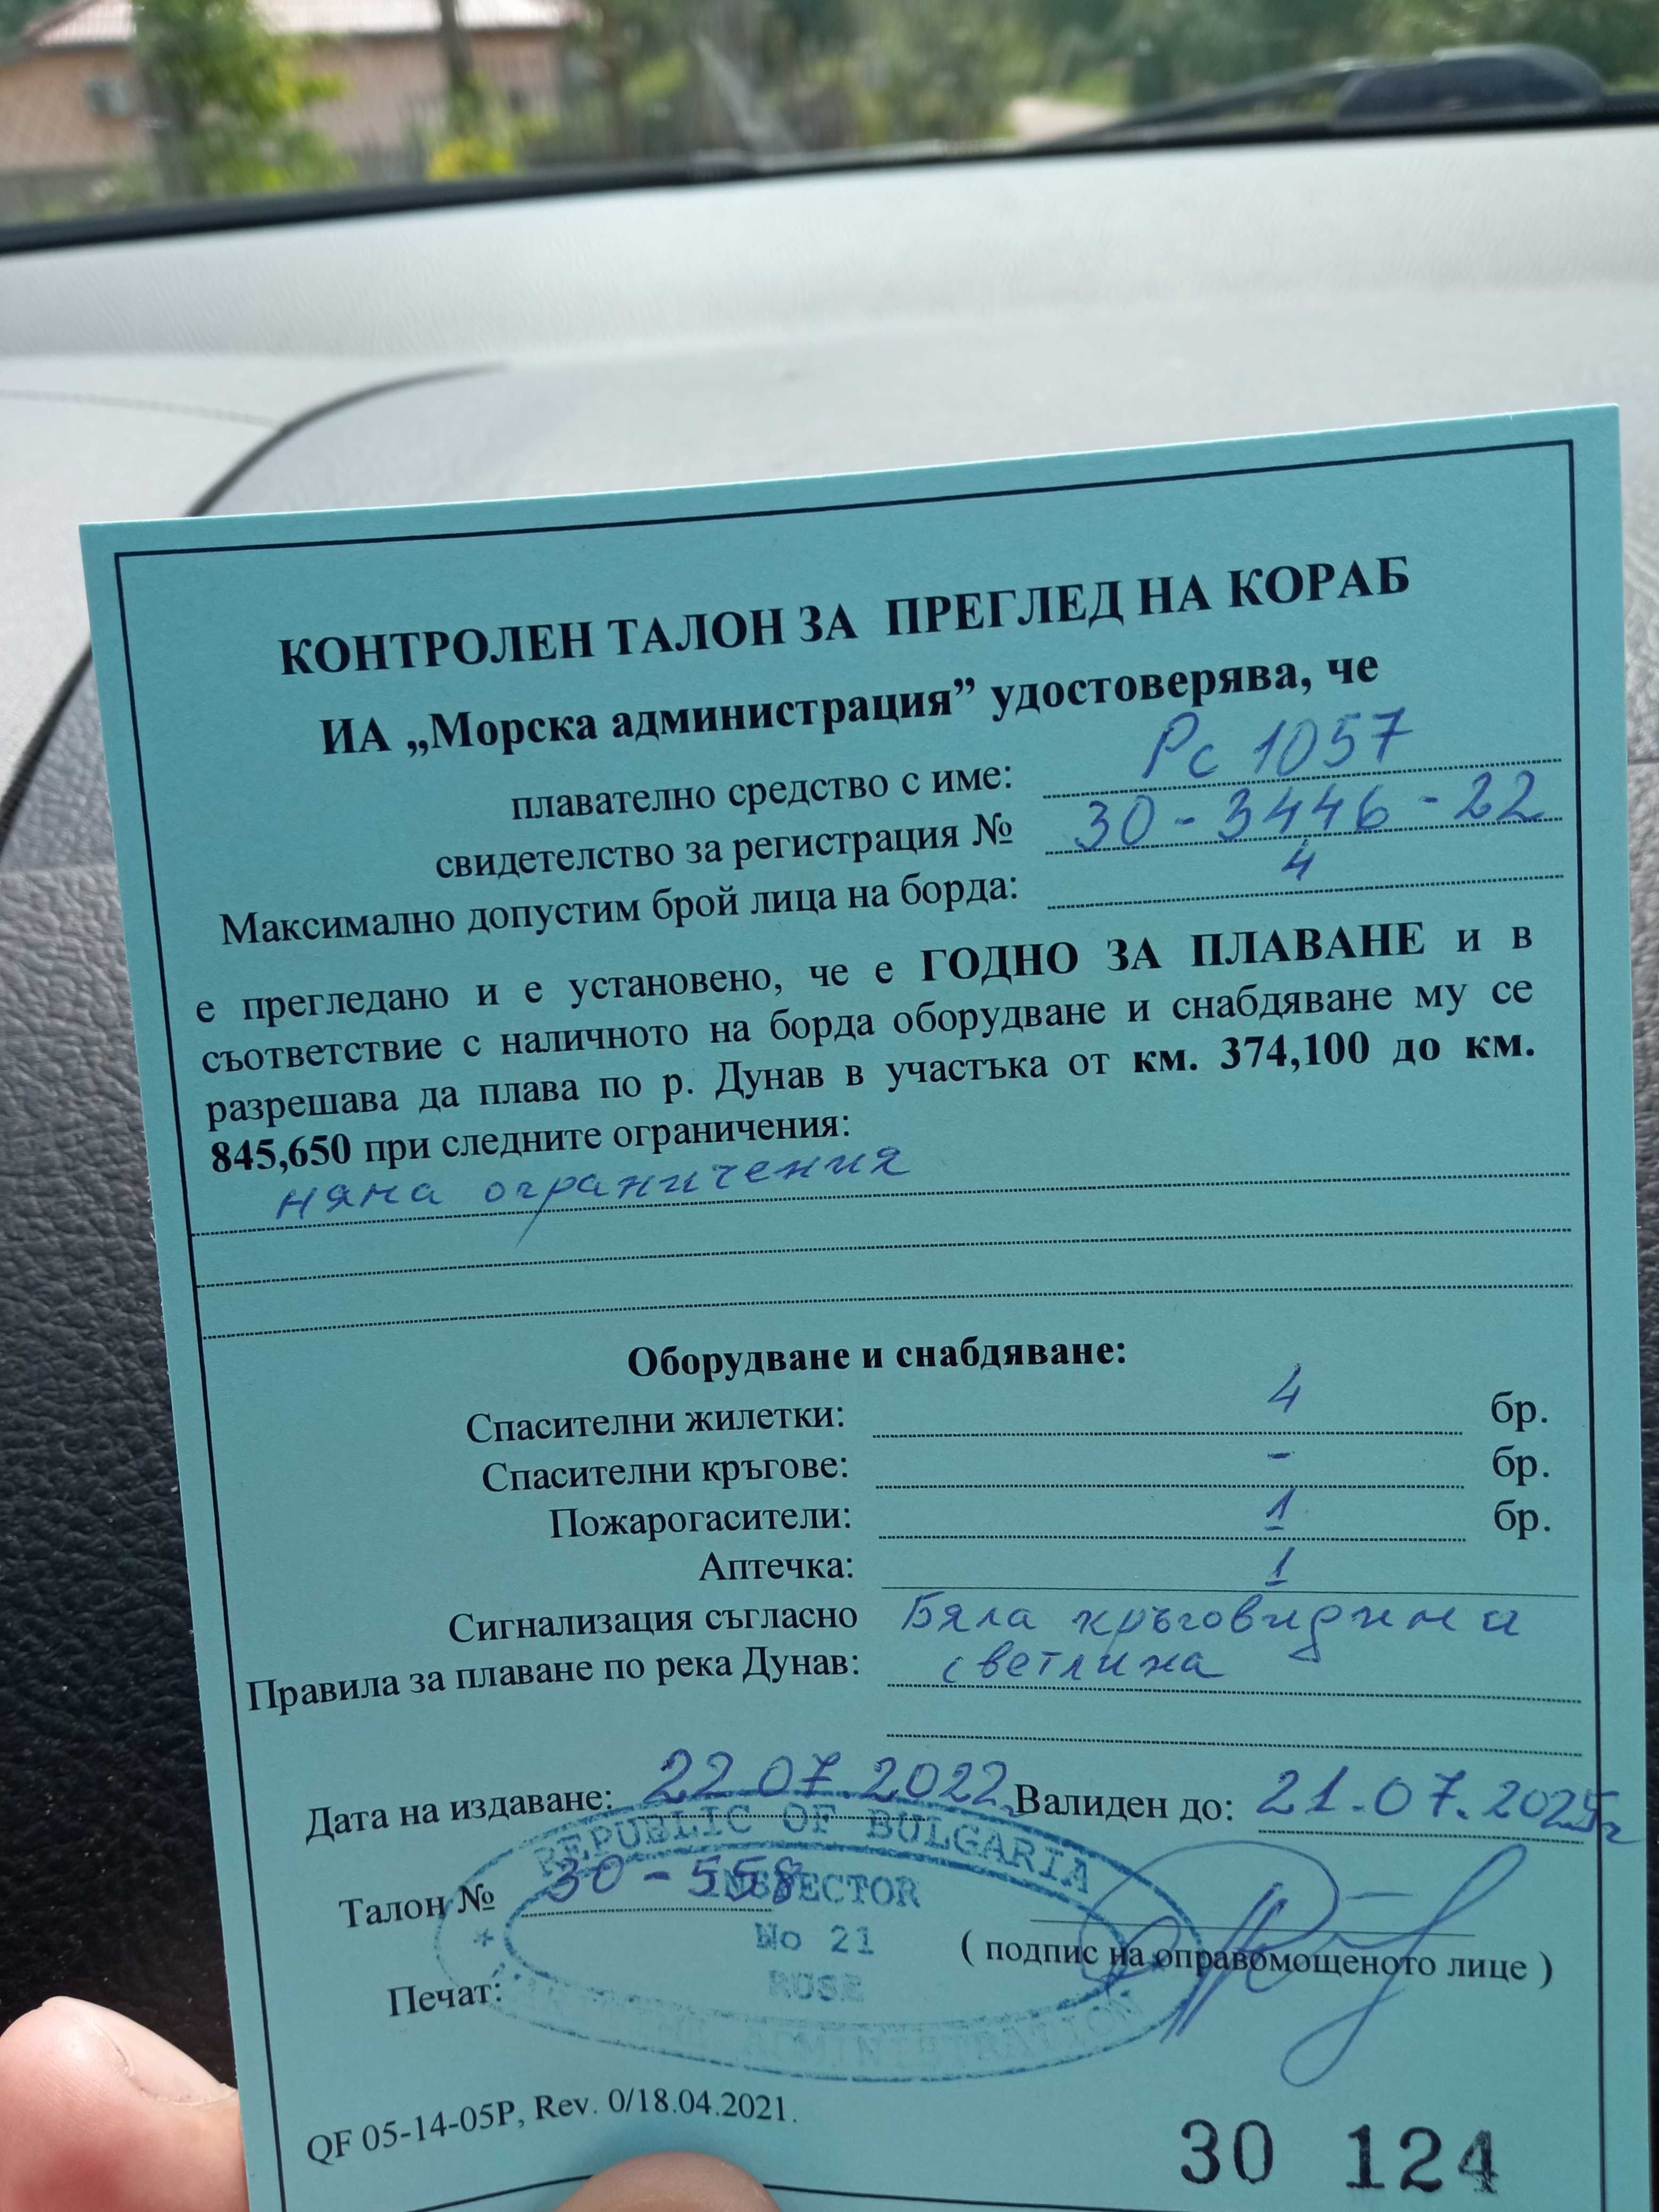 КОНТРОЛЕН ТАЛОН ЗА ПРЕГЛЕД НА КОРАБ
ИА „Морска администрация” удостоверява, че
плавателно средство с име: Рс 1057
свидетелство за регистрация № 30-3446-22
Максимално допустим брой лица на борда: 4
е прегледано и е установено, че е ГОДНО ЗА ПЛАВАНЕ и в
съответствие с наличното на борда оборудване и снабдяване му се
разрешава да плава по р. Дунав в участъка от км. 374,100 до км.
845,650 при следните ограничения:
няма ограничения
Оборудване и снабдяване:
Спасителни жилетки: 4 бр.
Спасителни кръгове: - бр.
Пожарогасители: 1 бр.
Аптечка: 1
Сигнализация съгласно Бяла кръговидима
Правила за плаване по река Дунав: светлина
Дата на издаване: 22.07.2022 Валиден до: 21.07.2025г
REPUBLIC OF BULGARIA
Талон № 30-558 INSPECTOR
No 21
( подпис на оправомощеното лице )
Печат: RUSE
ADMINISTRATION
QF 05-14-05P, Rev. 0/18.04.2021.
30 124